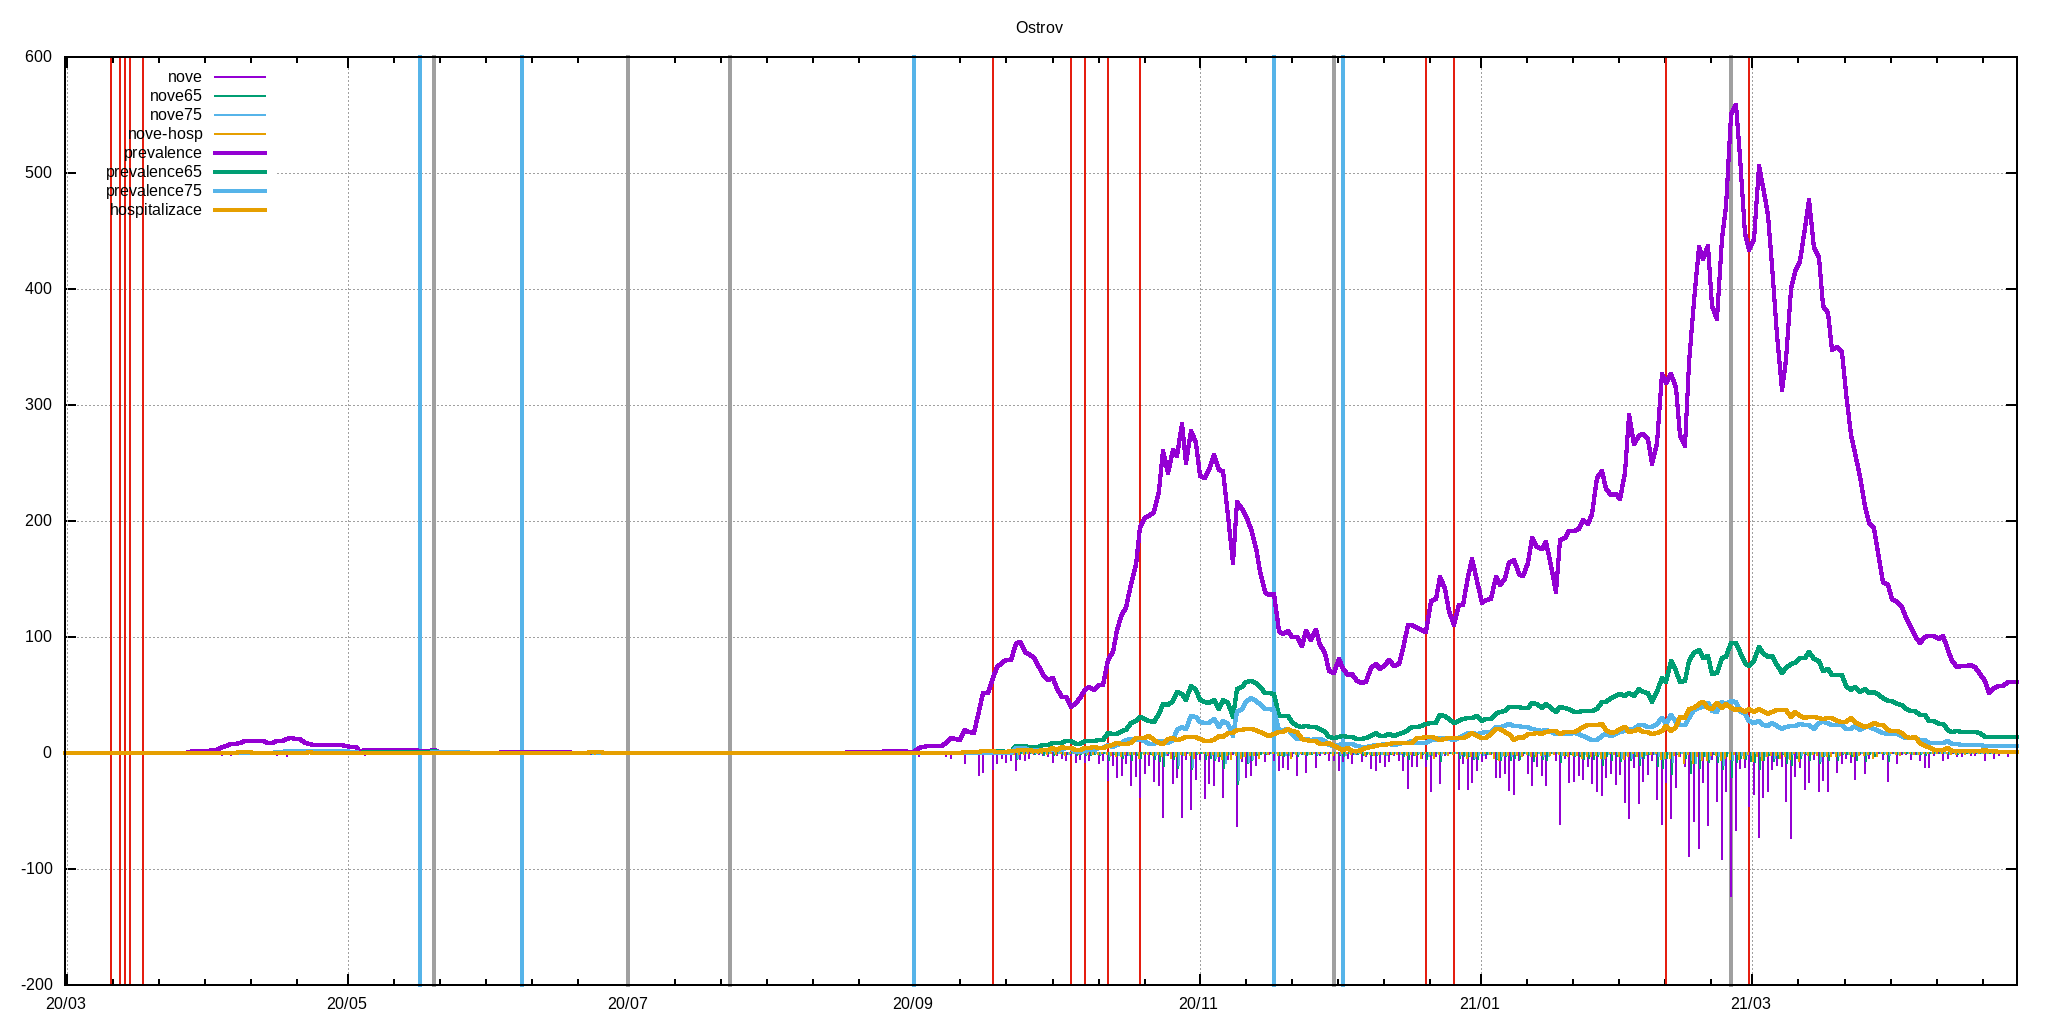 Ostrov
600
500
400
300
200
100
0
-100
-200
nove
nove65
nove75
nove-hosp
prevalence
prevalence65
prevalence75
hospitalizace
20/03 20/05 20/07 20/09 20/11 21/01 21/03